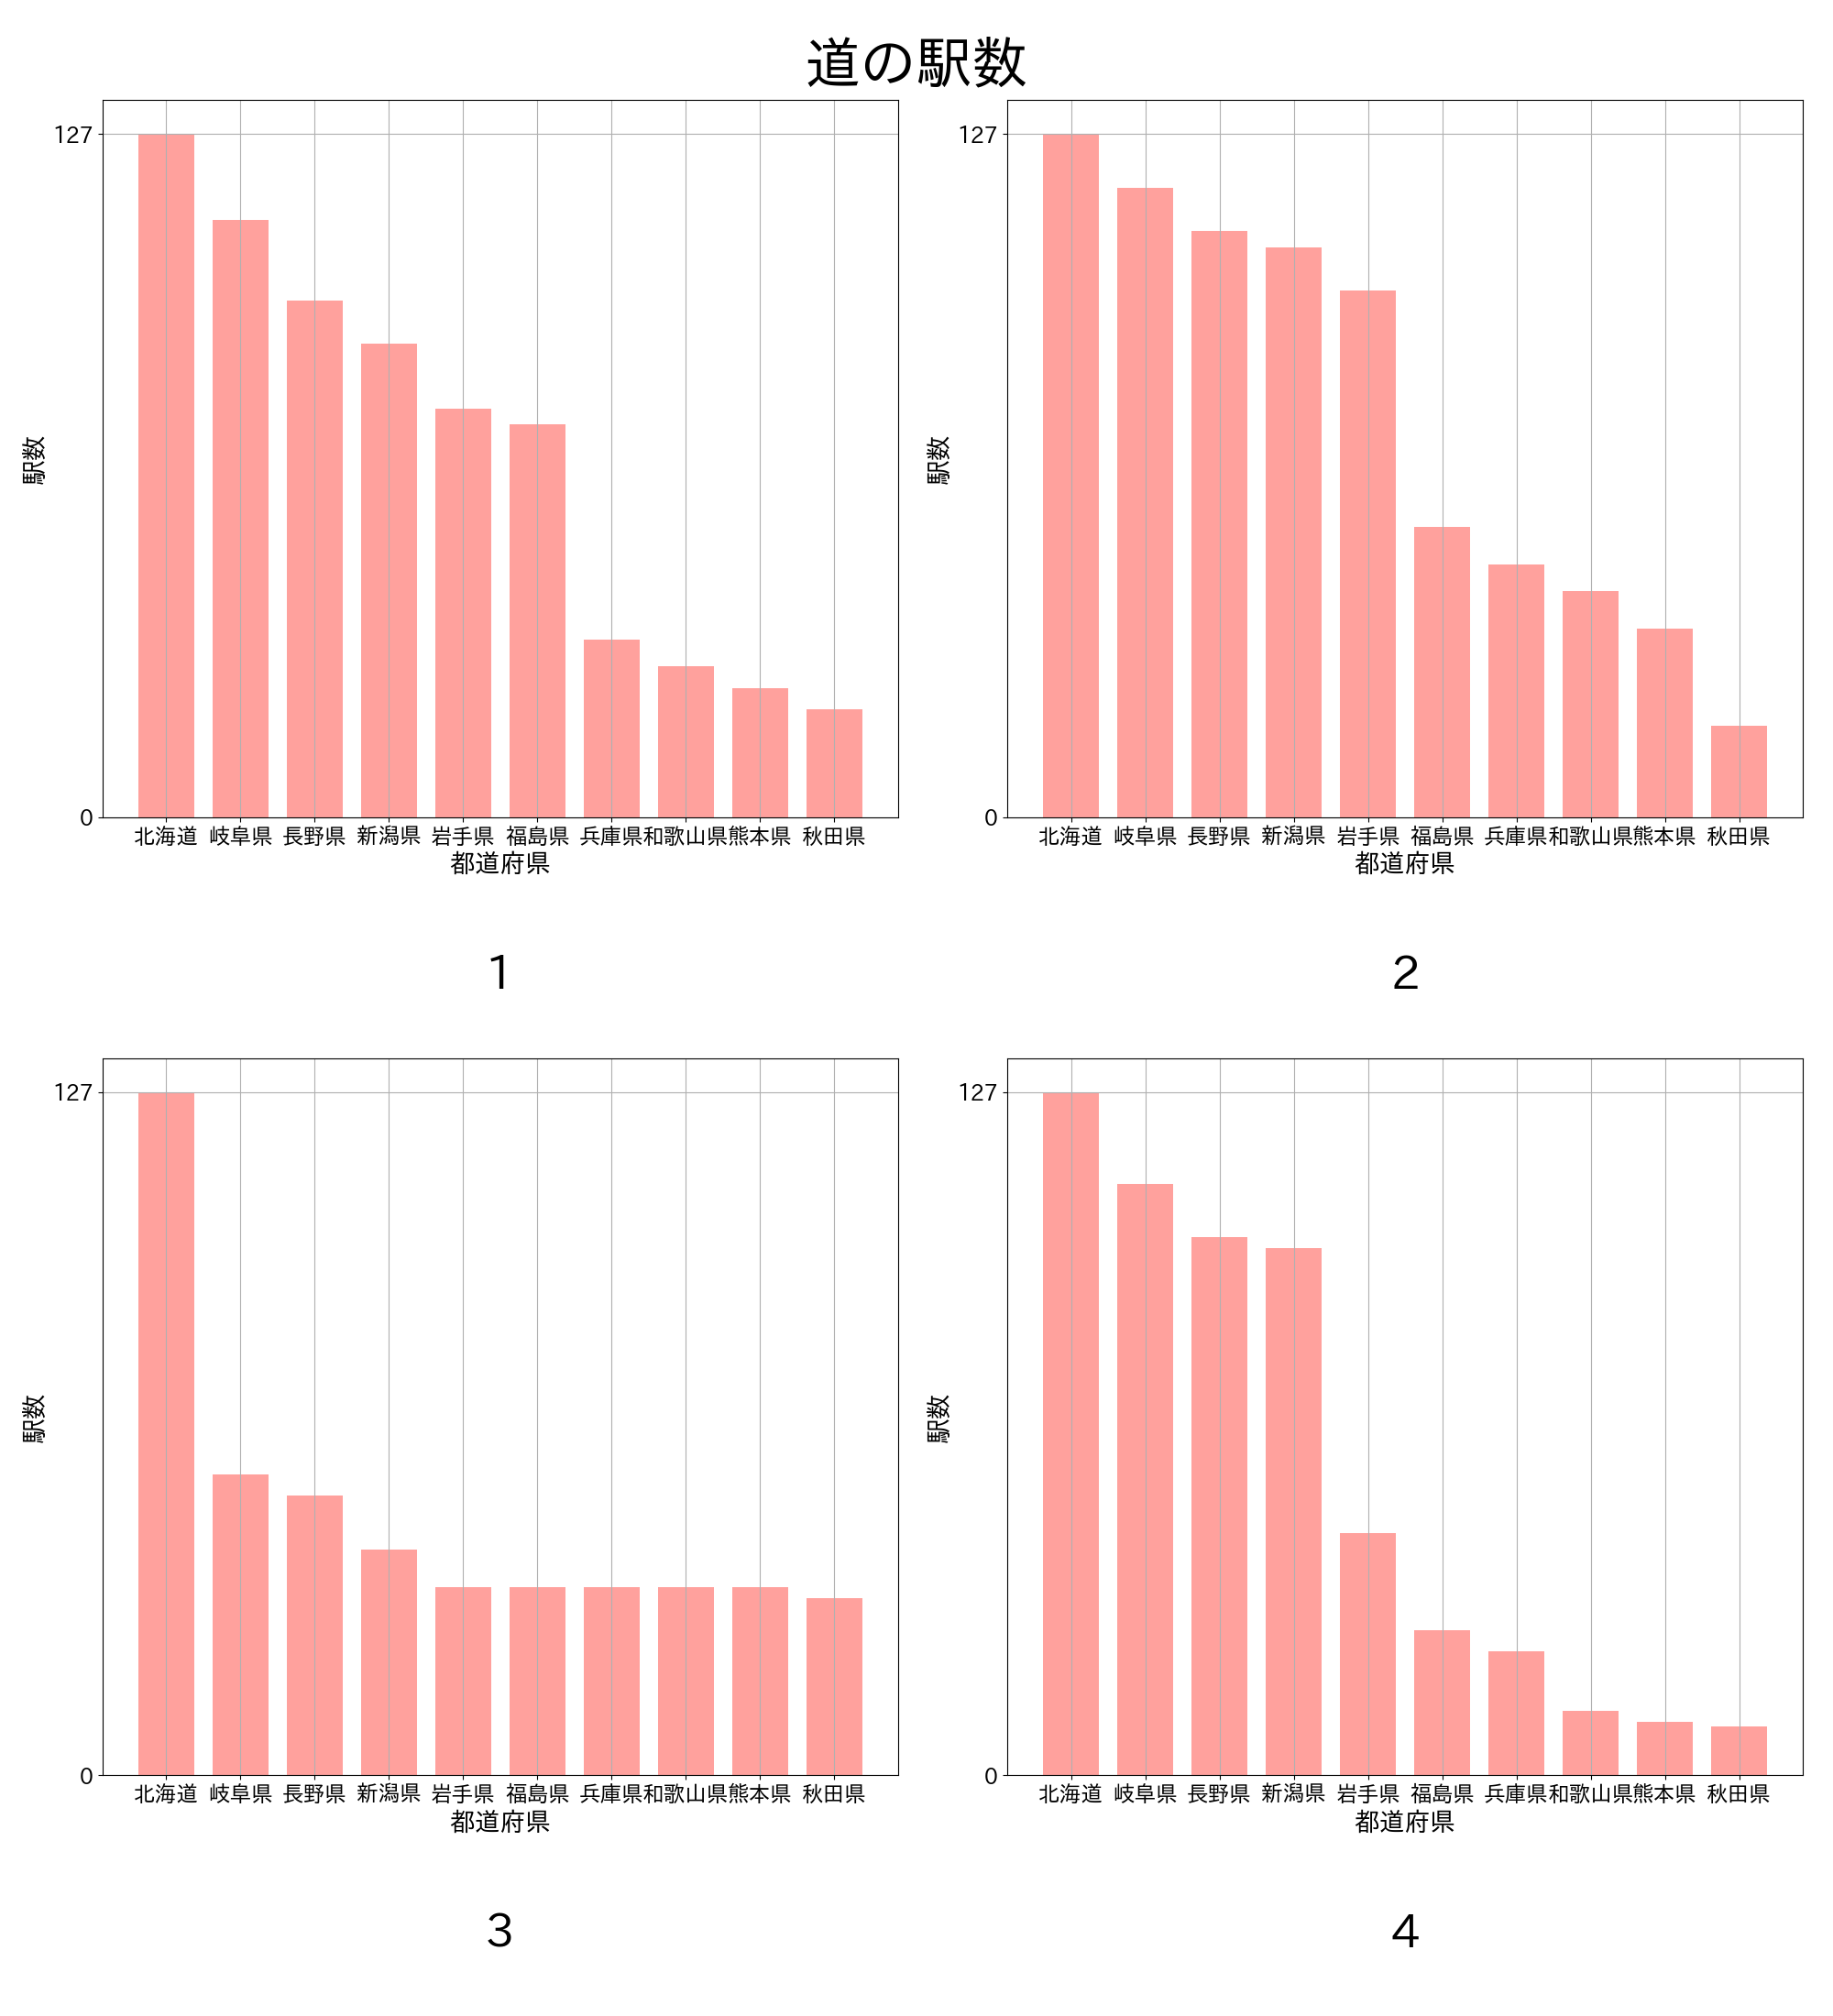 道の駅数
127
駅数
0
北海道 岐阜県 長野県 新潟県 岩手県 福島県 兵庫県 和歌山県 熊本県 秋田県
都道府県
1
127
駅数
0
北海道 岐阜県 長野県 新潟県 岩手県 福島県 兵庫県 和歌山県 熊本県 秋田県
都道府県
2
127
駅数
0
北海道 岐阜県 長野県 新潟県 岩手県 福島県 兵庫県 和歌山県 熊本県 秋田県
都道府県
3
127
駅数
0
北海道 岐阜県 長野県 新潟県 岩手県 福島県 兵庫県 和歌山県 熊本県 秋田県
都道府県
4